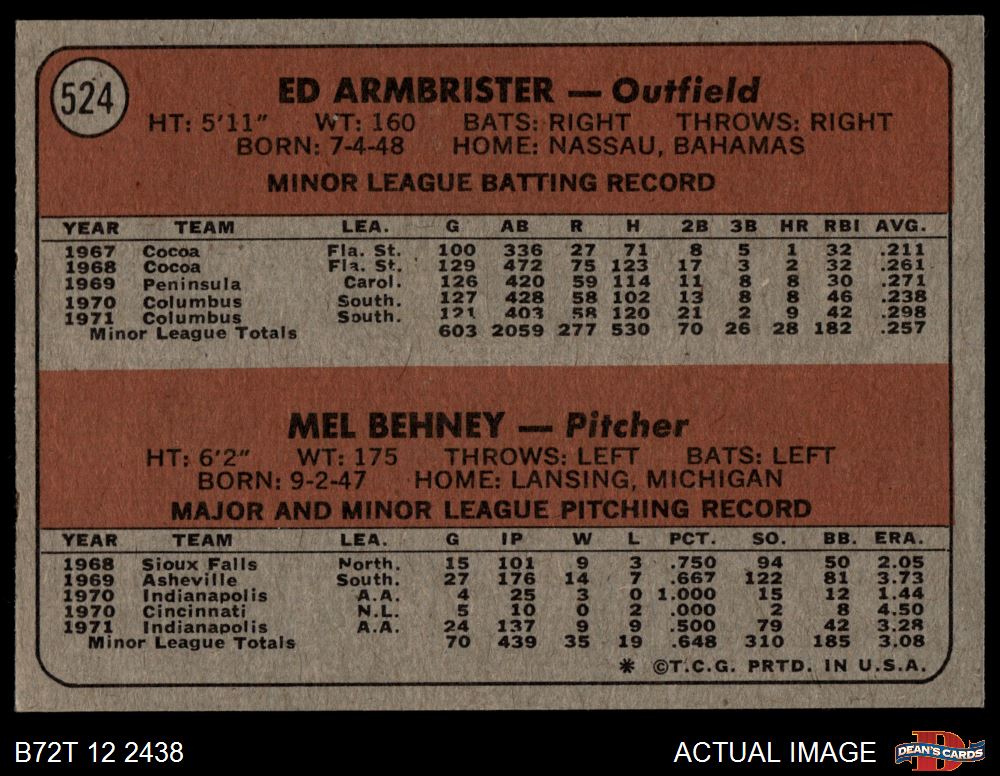 524
ED ARMBRISTER — Outfield
HT: 5'11" WT: 160 BATS: RIGHT THROWS: RIGHT
BORN: 7-4-48 HOME: NASSAU, BAHAMAS
MINOR LEAGUE BATTING RECORD
YEAR TEAM LEA. G AB R H 2B 3B HR RBI AVG.
1967 Cocoa Fla. St. 100 336 27 71 8 5 1 32 .211
1968 Cocoa Fla. St. 129 472 75 123 17 3 2 32 .261
1969 Peninsula Carol. 126 420 59 114 11 8 8 30 .271
1970 Columbus South. 127 428 58 102 13 8 8 46 .238
1971 Columbus South. 121 403 58 120 21 2 9 42 .298
Minor League Totals 603 2059 277 530 70 26 28 182 .257
MEL BEHNEY — Pitcher
HT: 6'2" WT: 175 THROWS: LEFT BATS: LEFT
BORN: 9-2-47 HOME: LANSING, MICHIGAN
MAJOR AND MINOR LEAGUE PITCHING RECORD
YEAR TEAM LEA. G IP W L PCT. SO. BB. ERA.
1968 Sioux Falls North. 15 101 9 3 .750 94 50 2.05
1969 Asheville South. 27 176 14 7 .667 122 81 3.73
1970 Indianapolis A.A. 4 25 3 0 1.000 15 12 1.44
1970 Cincinnati N.L. 5 10 0 2 .000 2 8 4.50
1971 Indianapolis A.A. 24 137 9 9 .500 79 42 3.28
Minor League Totals 70 439 35 19 .648 310 185 3.08
* ©T.C.G. PRTD. IN U.S.A.
B72T 12 2438 ACTUAL IMAGE DEAN'S CARDS